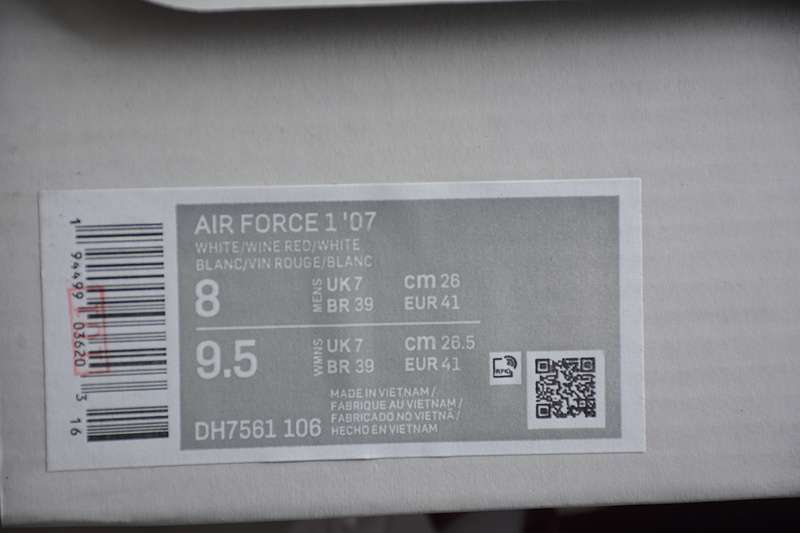 AIR FORCE 1 '07
WHITE/WINE RED/WHITE
BLANC/VIN ROUGE/BLANC
8 MENS UK 7 cm 26
BR 39 EUR 41
9.5 WMNS UK 7 cm 26.5
BR 39 EUR 41
RFID
MADE IN VIETNAM /
FABRIQUE AU VIETNAM /
FABRICADO NO VIETNÃ /
DH7561 106 HECHO EN VIETNAM
1 94499 03620 3 16